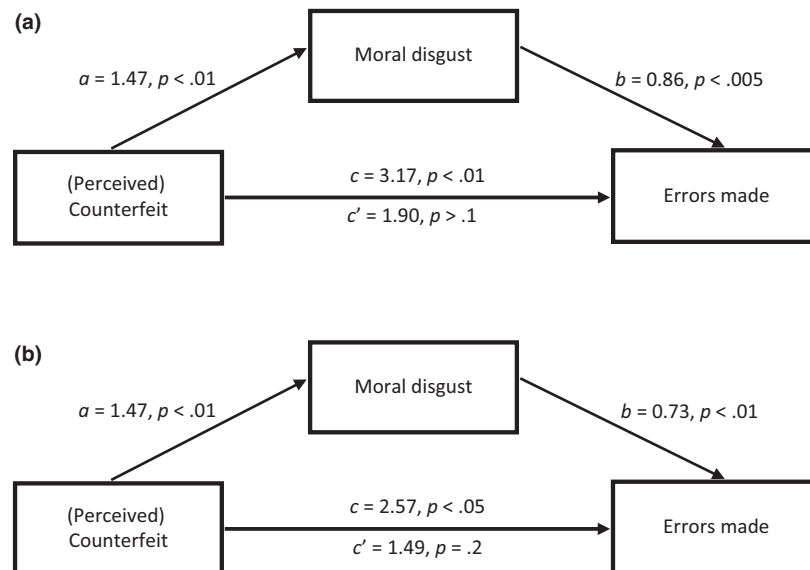 (a)
Moral disgust
a = 1.47, p < .01
b = 0.86, p < .005
(Perceived)
Counterfeit
c = 3.17, p < .01
c' = 1.90, p > .1
Errors made
(b)
Moral disgust
a = 1.47, p < .01
b = 0.73, p < .01
(Perceived)
Counterfeit
c = 2.57, p < .05
c' = 1.49, p = .2
Errors made